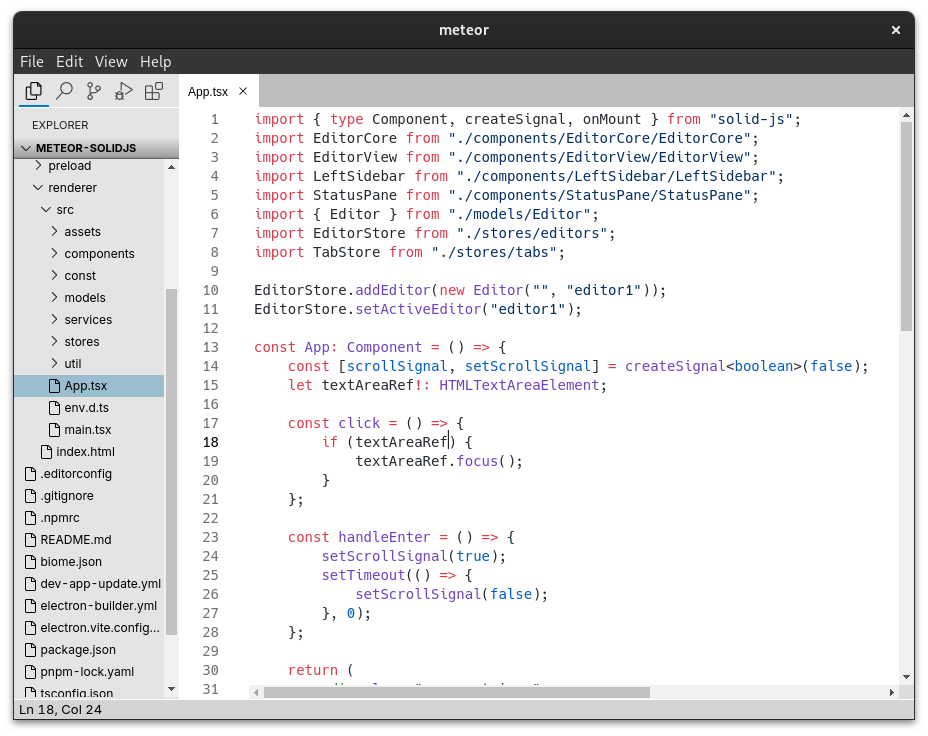 meteor
File Edit View Help
App.tsx
EXPLORER
METEOR-SOLIDJS
preload
renderer
src
assets
components
const
models
services
stores
util
App.tsx
env.d.ts
main.tsx
index.html
.editorconfig
.gitignore
.npmrc
README.md
biome.json
dev-app-update.yml
electron-builder.yml
electron.vite.config...
package.json
pnpm-lock.yaml
tsconfig.json
1 import { type Component, createSignal, onMount } from "solid-js";
2 import EditorCore from "./components/EditorCore/EditorCore";
3 import EditorView from "./components/EditorView/EditorView";
4 import LeftSidebar from "./components/LeftSidebar/LeftSidebar";
5 import StatusPane from "./components/StatusPane/StatusPane";
6 import { Editor } from "./models/Editor";
7 import EditorStore from "./stores/editors";
8 import TabStore from "./stores/tabs";
9
10 EditorStore.addEditor(new Editor("", "editor1"));
11 EditorStore.setActiveEditor("editor1");
12
13 const App: Component = () => {
14 const [scrollSignal, setScrollSignal] = createSignal<boolean>(false);
15 let textAreaRef!: HTMLTextAreaElement;
16
17 const click = () => {
18 if (textAreaRef) {
19 textAreaRef.focus();
20 }
21 };
22
23 const handleEnter = () => {
24 setScrollSignal(true);
25 setTimeout(() => {
26 setScrollSignal(false);
27 }, 0);
28 };
29
30 return (
31
Ln 18, Col 24